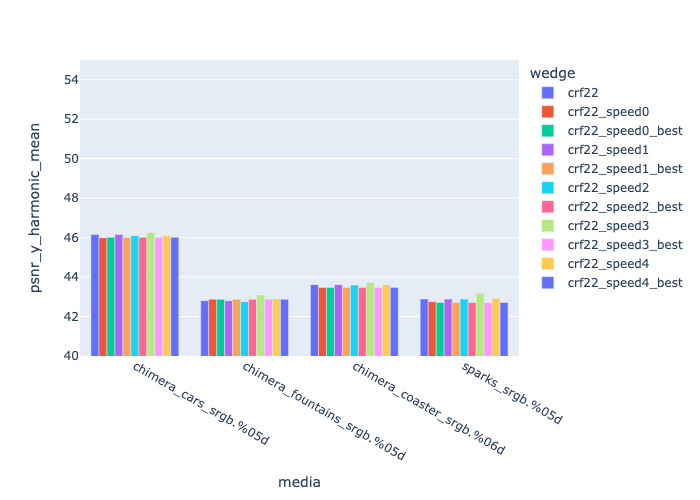 54
52
50
48
46
44
42
40
psnr_y_harmonic_mean
chimera_cars_srgb.%05d
chimera_fountains_srgb.%05d
chimera_coaster_srgb.%06d
sparks_srgb.%05d
media
wedge
crf22
crf22_speed0
crf22_speed0_best
crf22_speed1
crf22_speed1_best
crf22_speed2
crf22_speed2_best
crf22_speed3
crf22_speed3_best
crf22_speed4
crf22_speed4_best